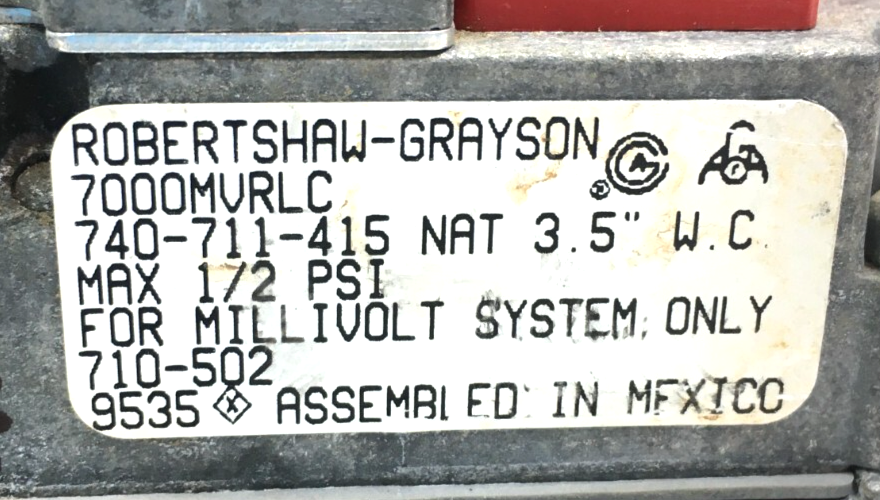 ROBERTSHAW-GRAYSON
7000MVRLC
740-711-415 NAT 3.5" W.C.
MAX 1/2 PSI
FOR MILLIVOLT SYSTEM ONLY
710-502
9535 X ASSEMBLED IN MEXICO